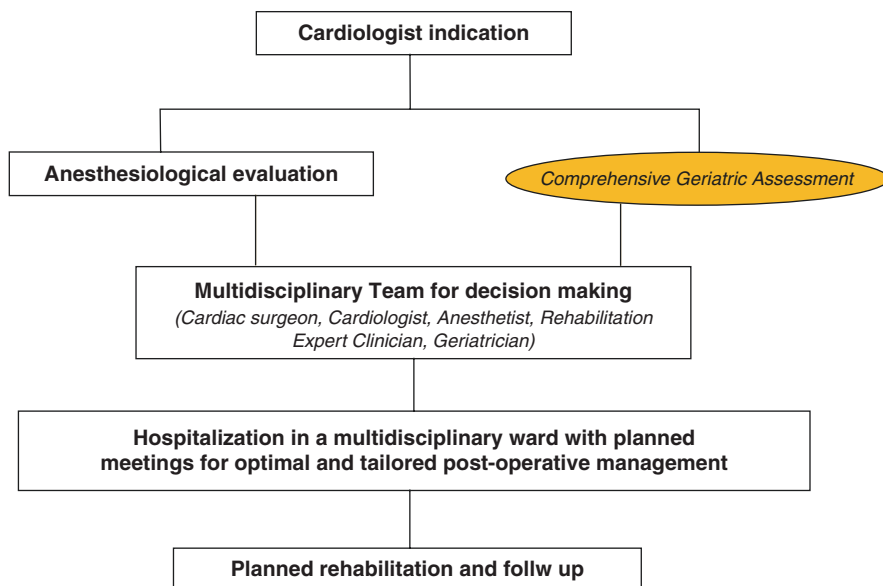 Cardiologist indication
Anesthesiological evaluation
Comprehensive Geriatric Assessment
Multidisciplinary Team for decision making
(Cardiac surgeon, Cardiologist, Anesthetist, Rehabilitation
Expert Clinician, Geriatrician)
Hospitalization in a multidisciplinary ward with planned
meetings for optimal and tailored post-operative management
Planned rehabilitation and follw up